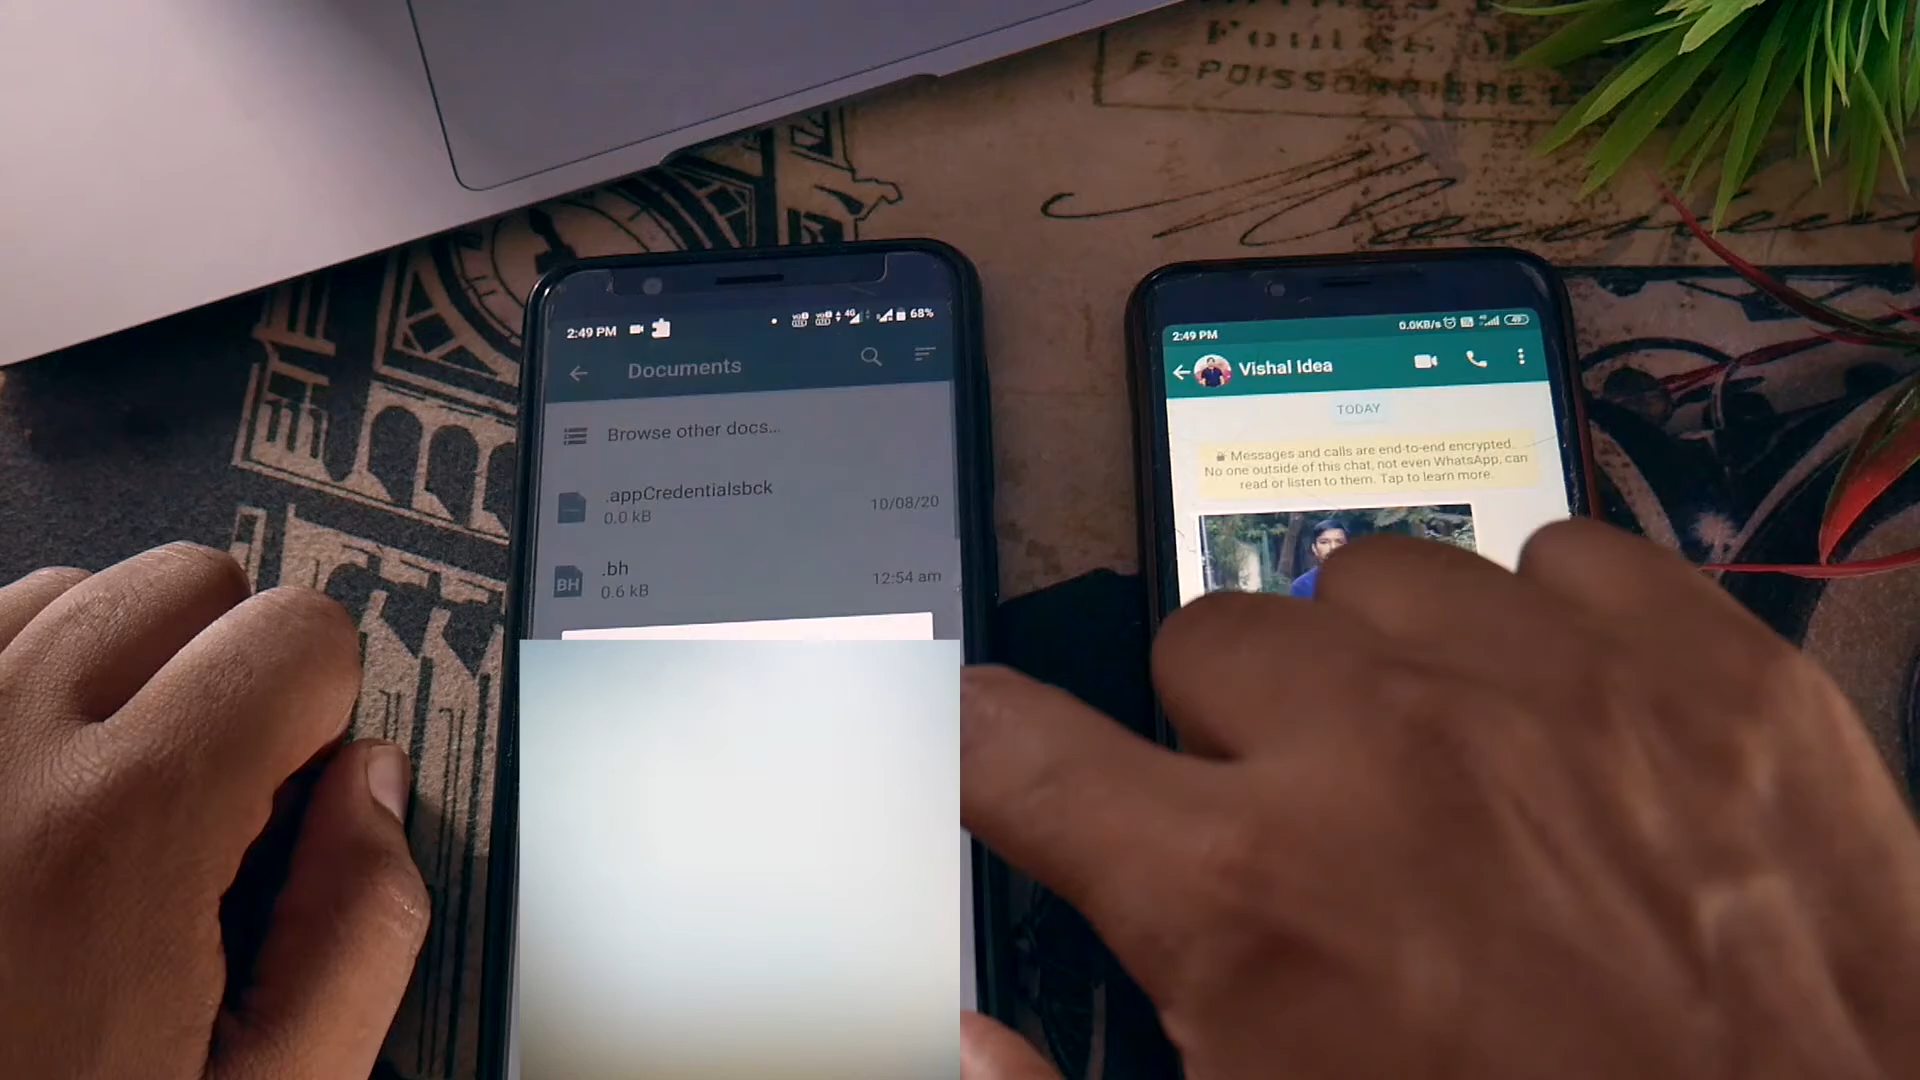 POISSONNIERE
2:49 PM
68%
Documents
Browse other docs...
.appCredentialsbck
0.0 kB
10/08/20
.bh
BH
0.6 kB
12:54 am
2:49 PM
0.0KB/s
49
Vishal Idea
TODAY
Messages and calls are end-to-end encrypted.
No one outside of this chat, not even WhatsApp, can
read or listen to them. Tap to learn more.